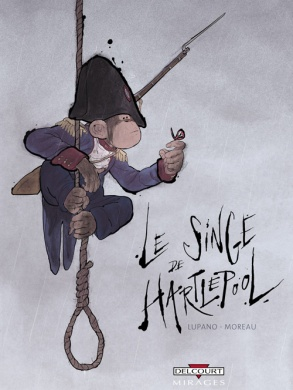 LE SINGE
DE
HARTLEPOOL
LUPANO - MOREAU
DELCOURT
MIRAGES